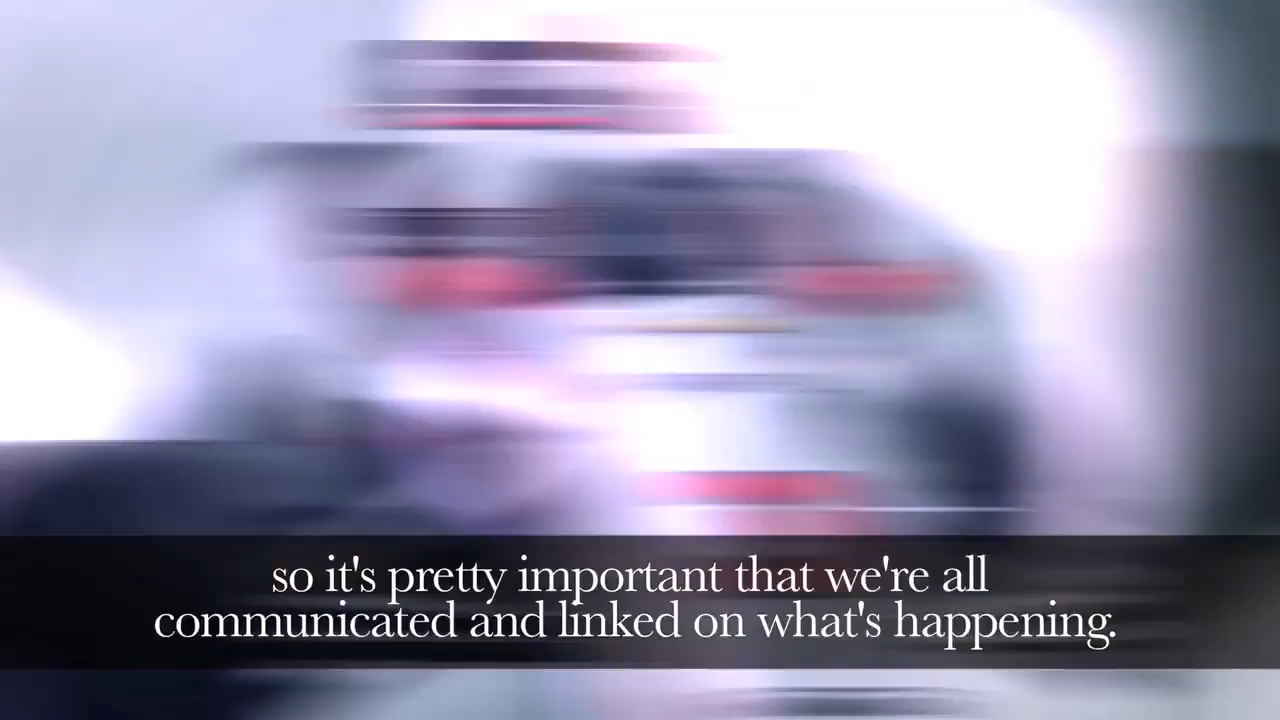 so it's pretty important that we're all
communicated and linked on what's happening.